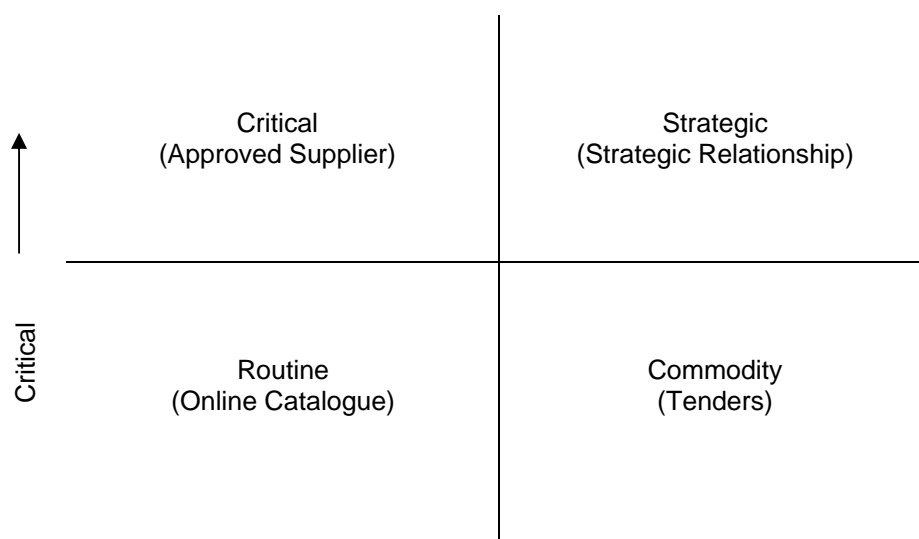 Critical
(Approved Supplier)
Strategic
(Strategic Relationship)
Critical
Routine
(Online Catalogue)
Commodity
(Tenders)